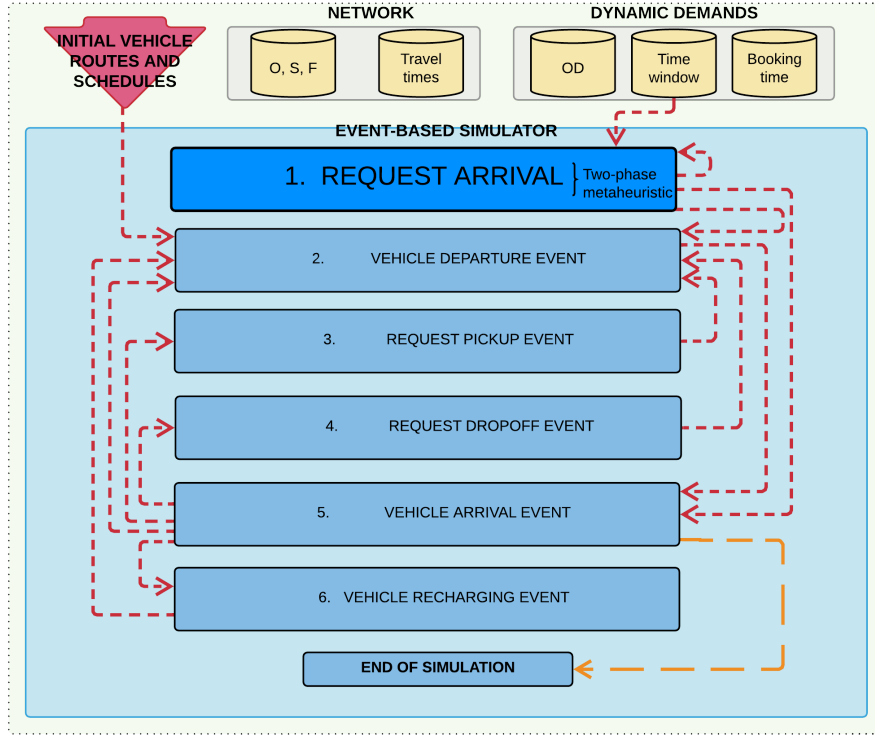 INITIAL VEHICLE
ROUTES AND
SCHEDULES
NETWORK
O, S, F
Travel
times
DYNAMIC DEMANDS
OD
Time
window
Booking
time
EVENT-BASED SIMULATOR
1. REQUEST ARRIVAL } Two-phase
metaheuristic
2. VEHICLE DEPARTURE EVENT
3. REQUEST PICKUP EVENT
4. REQUEST DROPOFF EVENT
5. VEHICLE ARRIVAL EVENT
6. VEHICLE RECHARGING EVENT
END OF SIMULATION